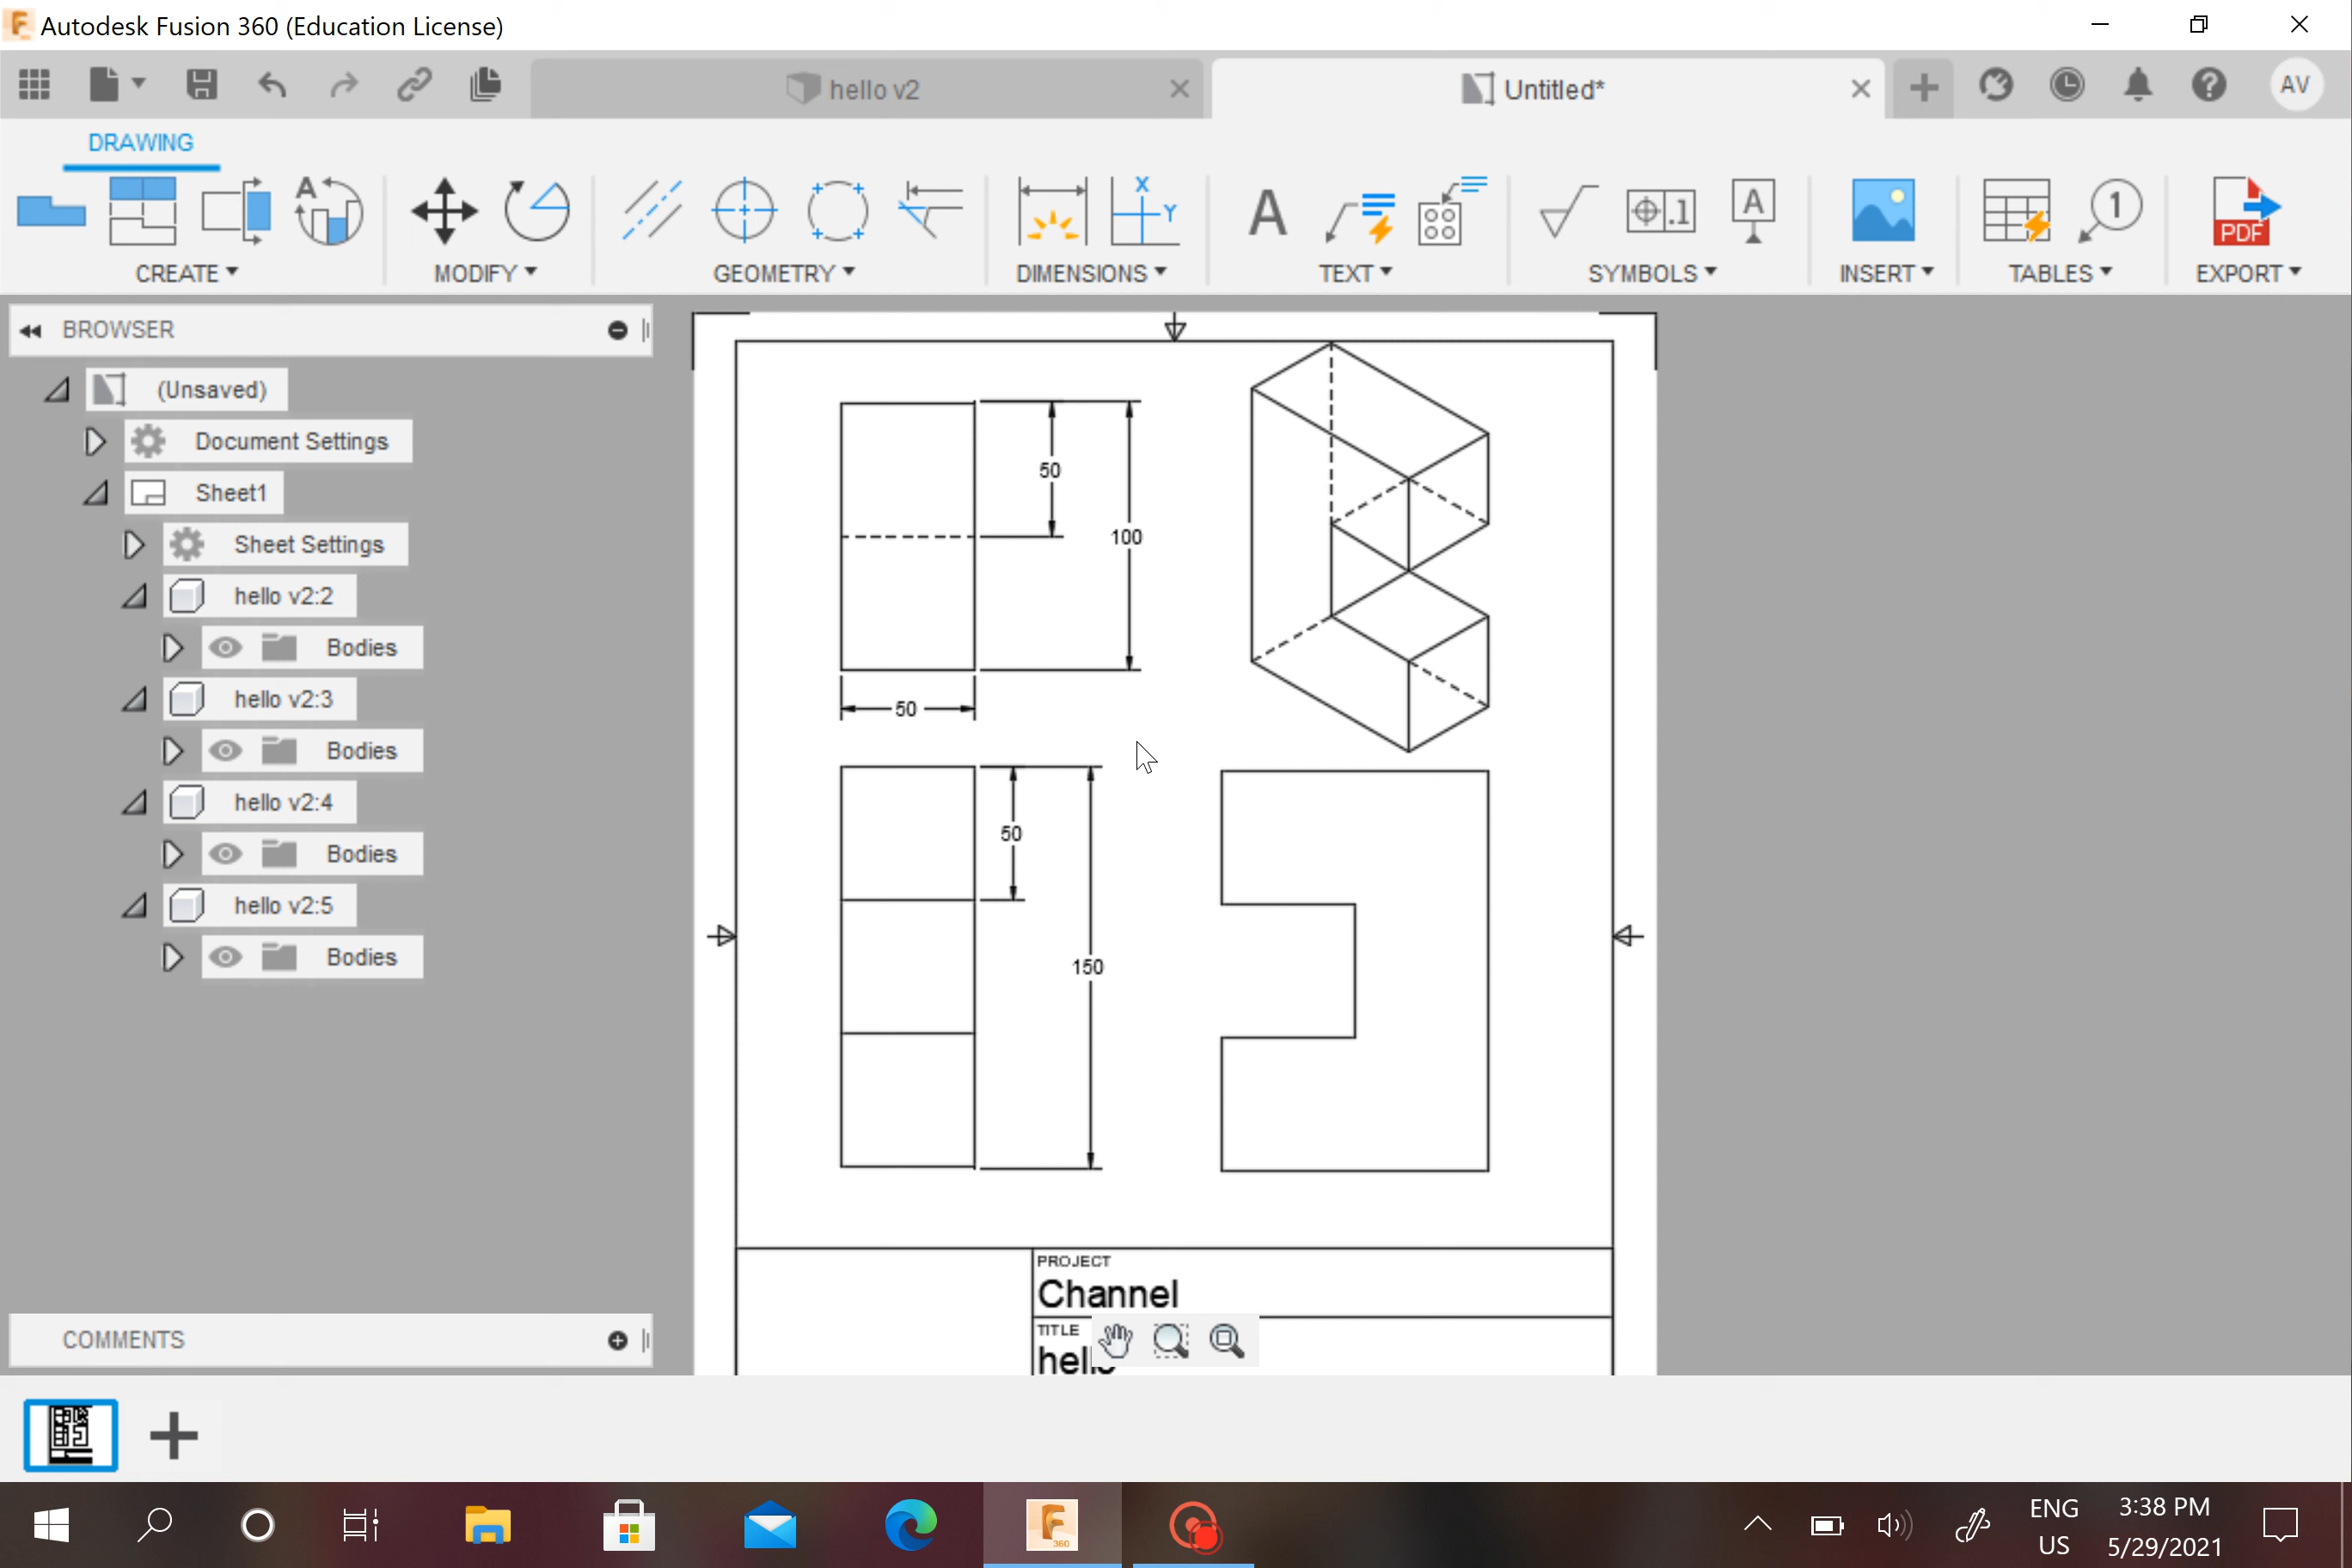 Autodesk Fusion 360 (Education License)
hello v2
Untitled*
AV
DRAWING
CREATE
MODIFY
GEOMETRY
DIMENSIONS
TEXT
SYMBOLS
INSERT
TABLES
EXPORT
BROWSER
(Unsaved)
Document Settings
Sheet1
Sheet Settings
hello v2:2
Bodies
hello v2:3
Bodies
hello v2:4
Bodies
hello v2:5
Bodies
50
100
50
50
150
PROJECT
Channel
TITLE
hello
COMMENTS
ENG
US
3:38 PM
5/29/2021